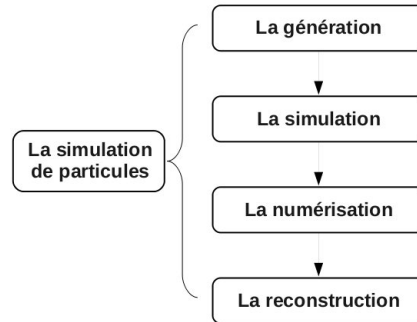 La génération
La simulation
La simulation
de particules
La numérisation
La reconstruction